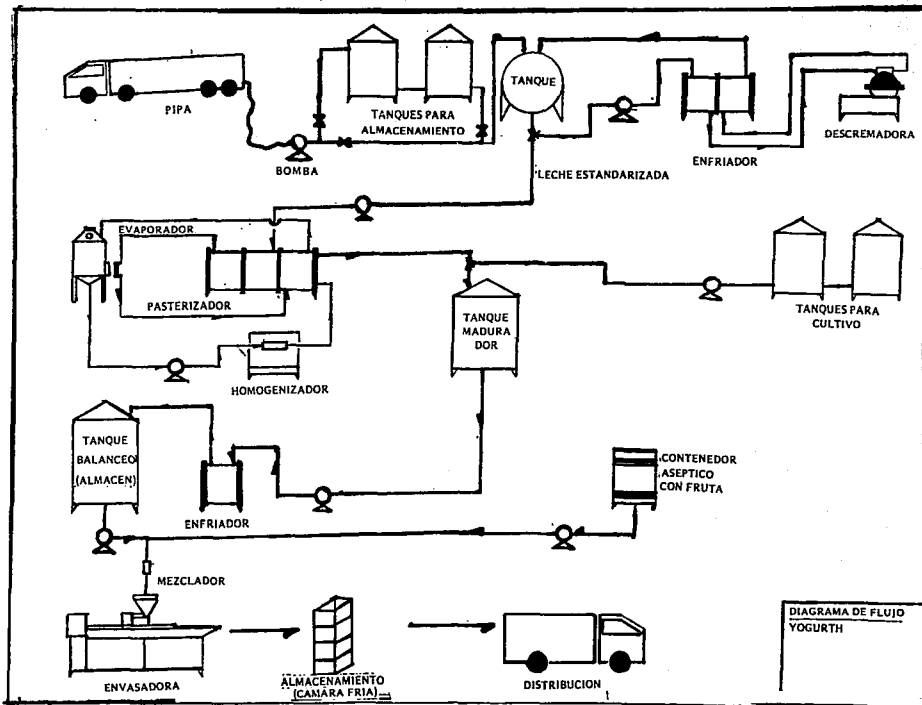 PIPA
BOMBA
TANQUES PARA
ALMACENAMIENTO
TANQUE
ENFRIADOR
DESCREMADORA
LECHE ESTANDARIZADA
EVAPORADOR
PASTERIZADOR
HOMOGENIZADOR
TANQUE
MADURA
DOR
TANQUES PARA
CULTIVO
TANQUE
BALANCEO
(ALMACEN)
ENFRIADOR
CONTENEDOR
ASEPTICO
CON FRUTA
MEZCLADOR
ENVASADORA
ALMACENAMIENTO
(CAMÁRA FRIA)
DISTRIBUCION
DIAGRAMA DE FLUJO
YOGURTH